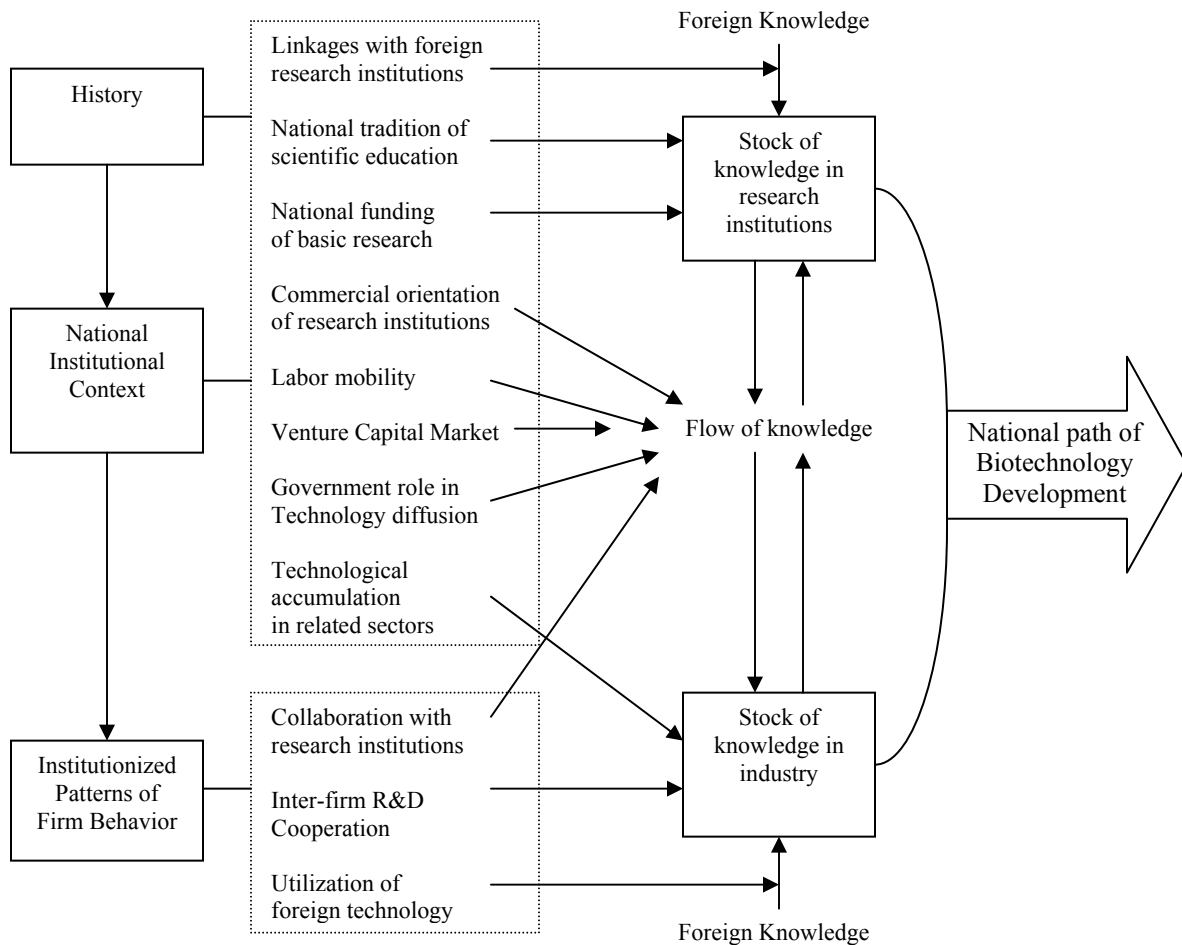 History
National
Institutional
Context
Institutionized
Patterns of
Firm Behavior
Linkages with foreign
research institutions
National tradition of
scientific education
National funding
of basic research
Commercial orientation
of research institutions
Labor mobility
Venture Capital Market
Government role in
Technology diffusion
Technological
accumulation
in related sectors
Collaboration with
research institutions
Inter-firm R&D
Cooperation
Utilization of
foreign technology
Foreign Knowledge
Stock of
knowledge in
research
institutions
Flow of knowledge
Stock of
knowledge in
industry
Foreign Knowledge
National path of
Biotechnology
Development